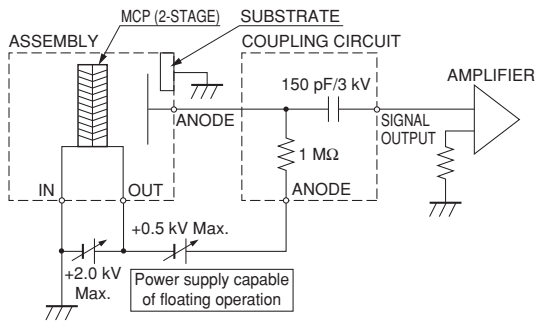 MCP (2-STAGE)
SUBSTRATE
ASSEMBLY
COUPLING CIRCUIT
150 pF/3 kV
AMPLIFIER
ANODE
SIGNAL
OUTPUT
1 MΩ
ANODE
IN
OUT
+0.5 kV Max.
+2.0 kV
Max.
Power supply capable
of floating operation